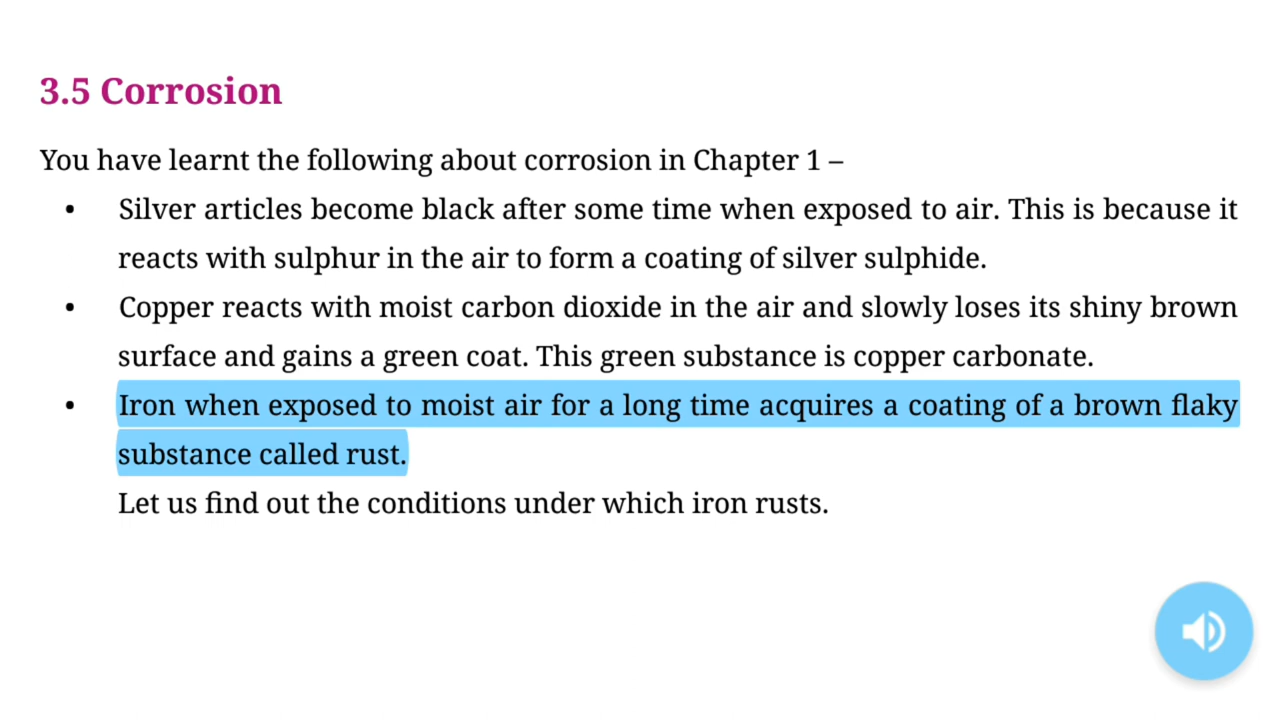 3.5 Corrosion
You have learnt the following about corrosion in Chapter 1 –
• Silver articles become black after some time when exposed to air. This is because it
reacts with sulphur in the air to form a coating of silver sulphide.
• Copper reacts with moist carbon dioxide in the air and slowly loses its shiny brown
surface and gains a green coat. This green substance is copper carbonate.
• Iron when exposed to moist air for a long time acquires a coating of a brown flaky
substance called rust.
Let us find out the conditions under which iron rusts.